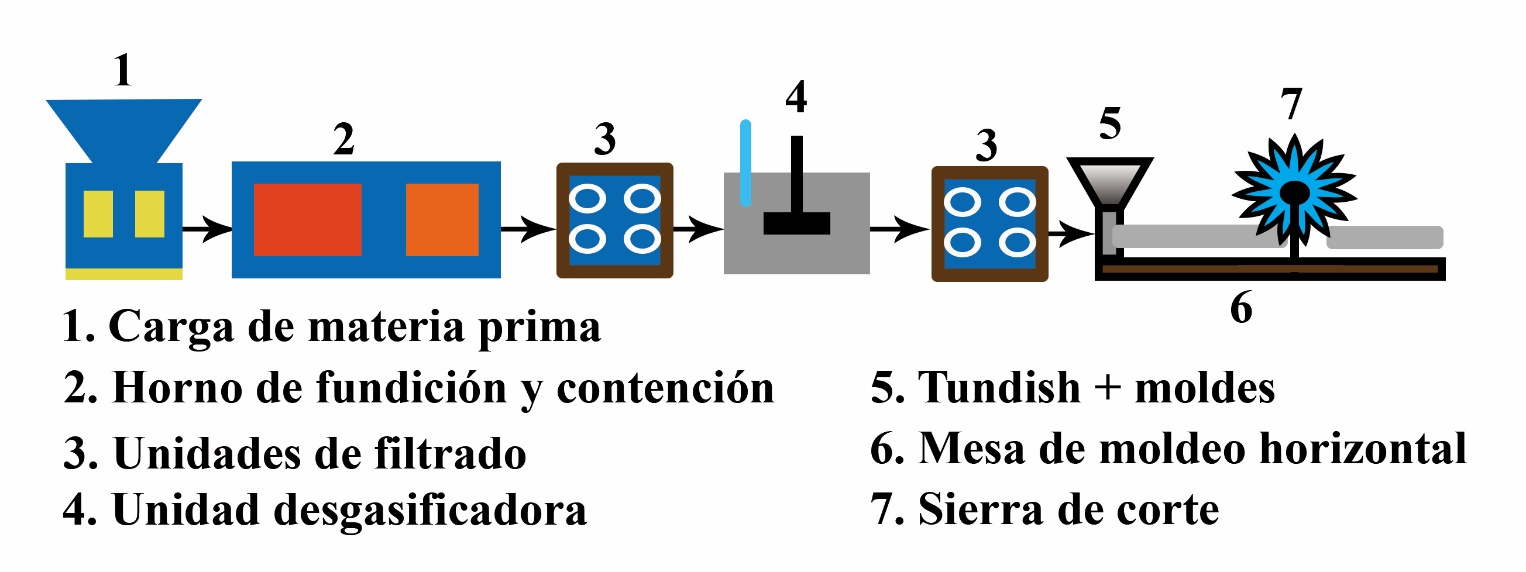 1
2
3
4
3
5
7
6
1. Carga de materia prima
2. Horno de fundición y contención
3. Unidades de filtrado
4. Unidad desgasificadora
5. Tundish + moldes
6. Mesa de moldeo horizontal
7. Sierra de corte